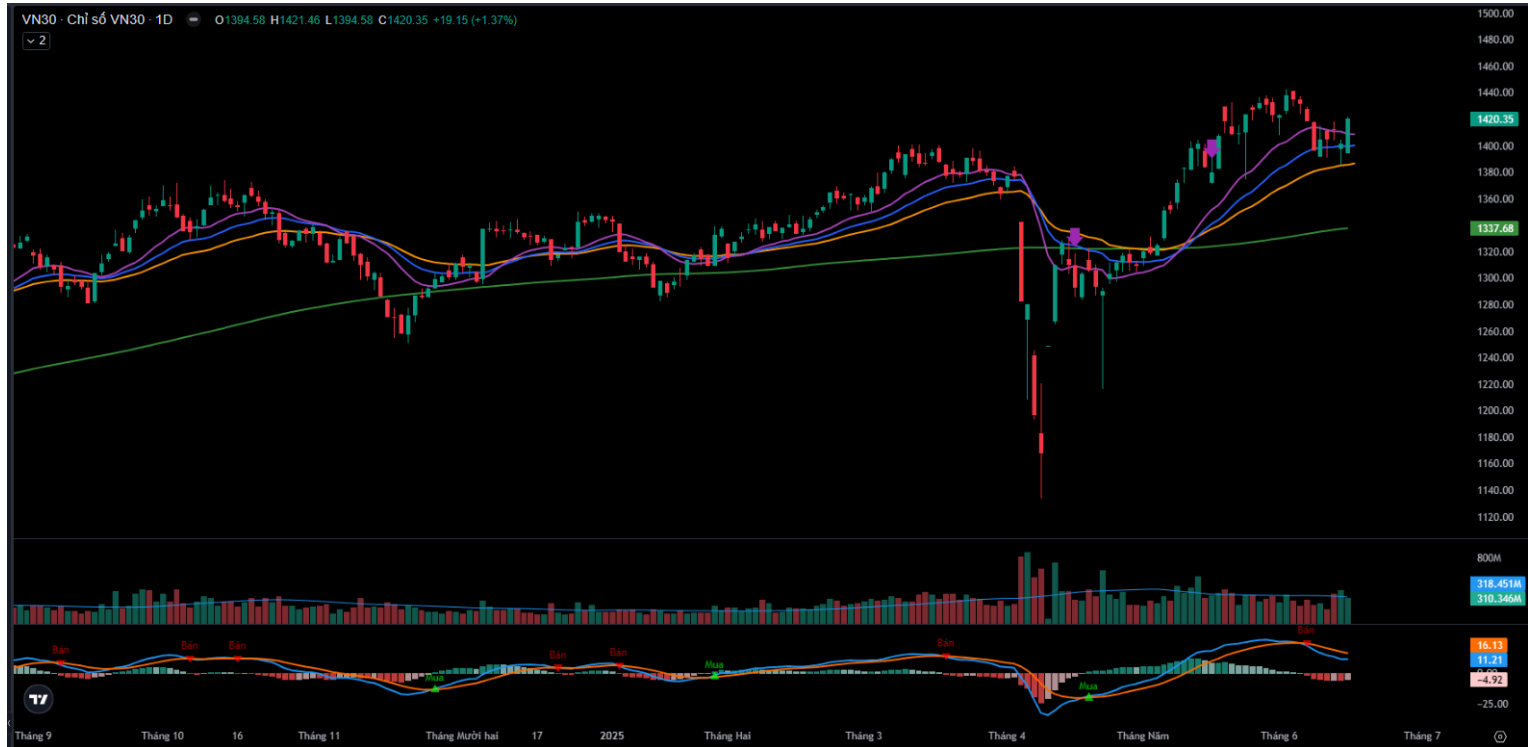 VN30 · Chỉ số VN30 · 1D O1394.58 H1421.46 L1394.58 C1420.35 +19.15 (+1.37%)
2
1500.00
1480.00
1460.00
1440.00
1420.35
1400.00
1380.00
1360.00
1337.68
1320.00
1300.00
1280.00
1260.00
1240.00
1220.00
1200.00
1180.00
1160.00
1140.00
1120.00
800M
318.451M
310.346M
Bán
Bán
Bán
Mua
Bán
Bán
Mua
Bán
Mua
Bán
16.13
11.21
−4.92
−25.00
Tháng 9 Tháng 10 16 Tháng 11 Tháng Mười hai 17 2025 Tháng Hai Tháng 3 Tháng 4 Tháng Năm Tháng 6 Tháng 7